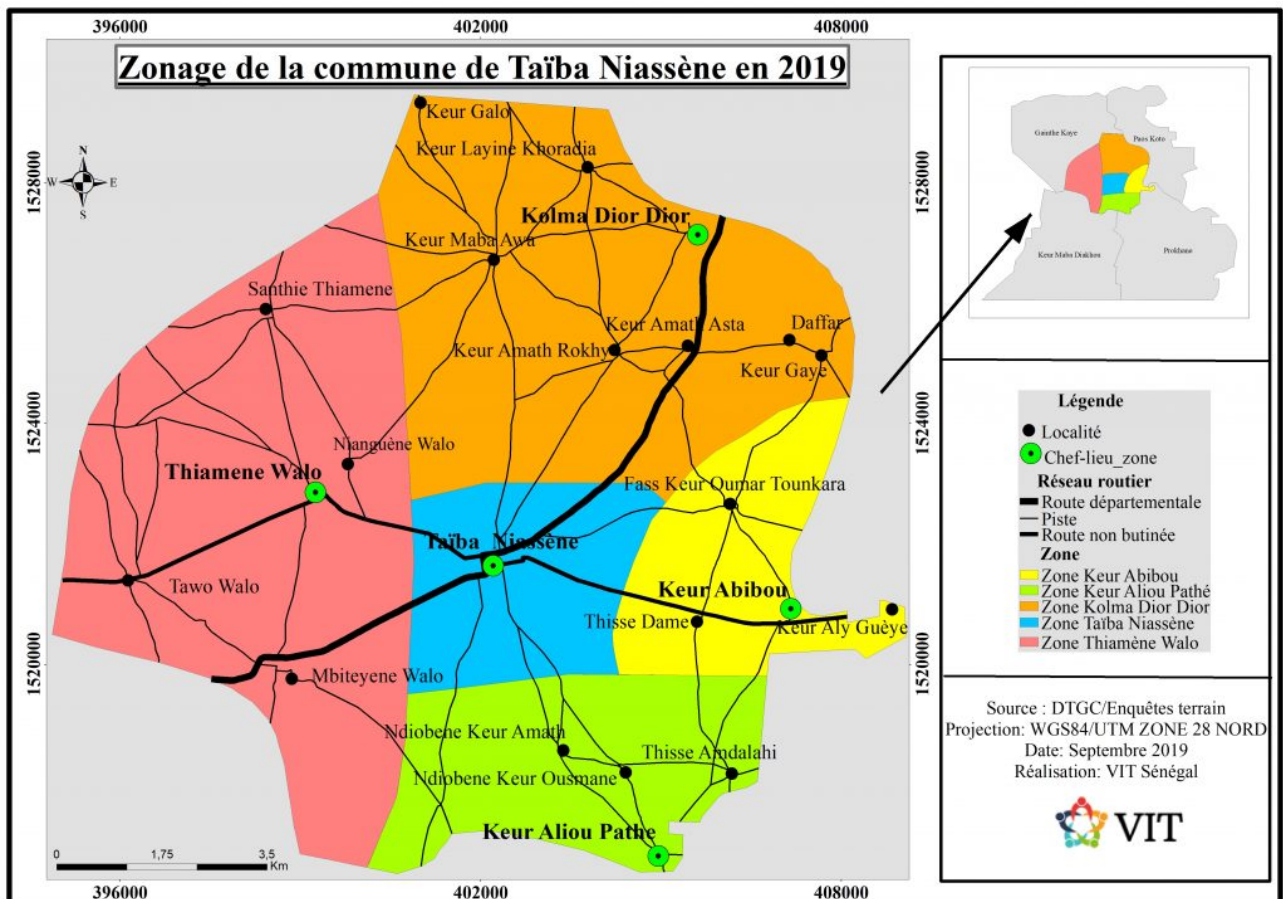 396000 402000 408000
Zonage de la commune de Taïba Niassène en 2019
N
W E
S
1528000
1524000
1520000
Keur Galo
Keur Layine Khoradia
Kolma Dior Dior
Keur Maba Awa
Santhie Thiamene
Keur Amath Asta
Daffar
Keur Amath Rokhy
Keur Gaye
Nianguène Walo
Thiamene Walo
Fass Keur Oumar Tounkara
Taïba Niassène
Tawo Walo
Keur Abibou
Thisse Dame
Keur Aly Guèye
Mbiteyene Walo
Ndiobene Keur Amath
Thisse Amdalahi
Ndiobene Keur Ousmane
Keur Aliou Pathe
0 1,75 3,5
Km
396000 402000 408000
1528000
1524000
1520000
Gainthe Kaye
Paos Koto
Keur Maba Diakhou
Prokhane
Légende
Localité
Chef-lieu_zone
Réseau routier
Route départementale
Piste
Route non butinée
Zone
Zone Keur Abibou
Zone Keur Aliou Pathé
Zone Kolma Dior Dior
Zone Taïba Niassène
Zone Thiamène Walo
Source : DTGC/Enquêtes terrain
Projection: WGS84/UTM ZONE 28 NORD
Date: Septembre 2019
Réalisation: VIT Sénégal
VIT